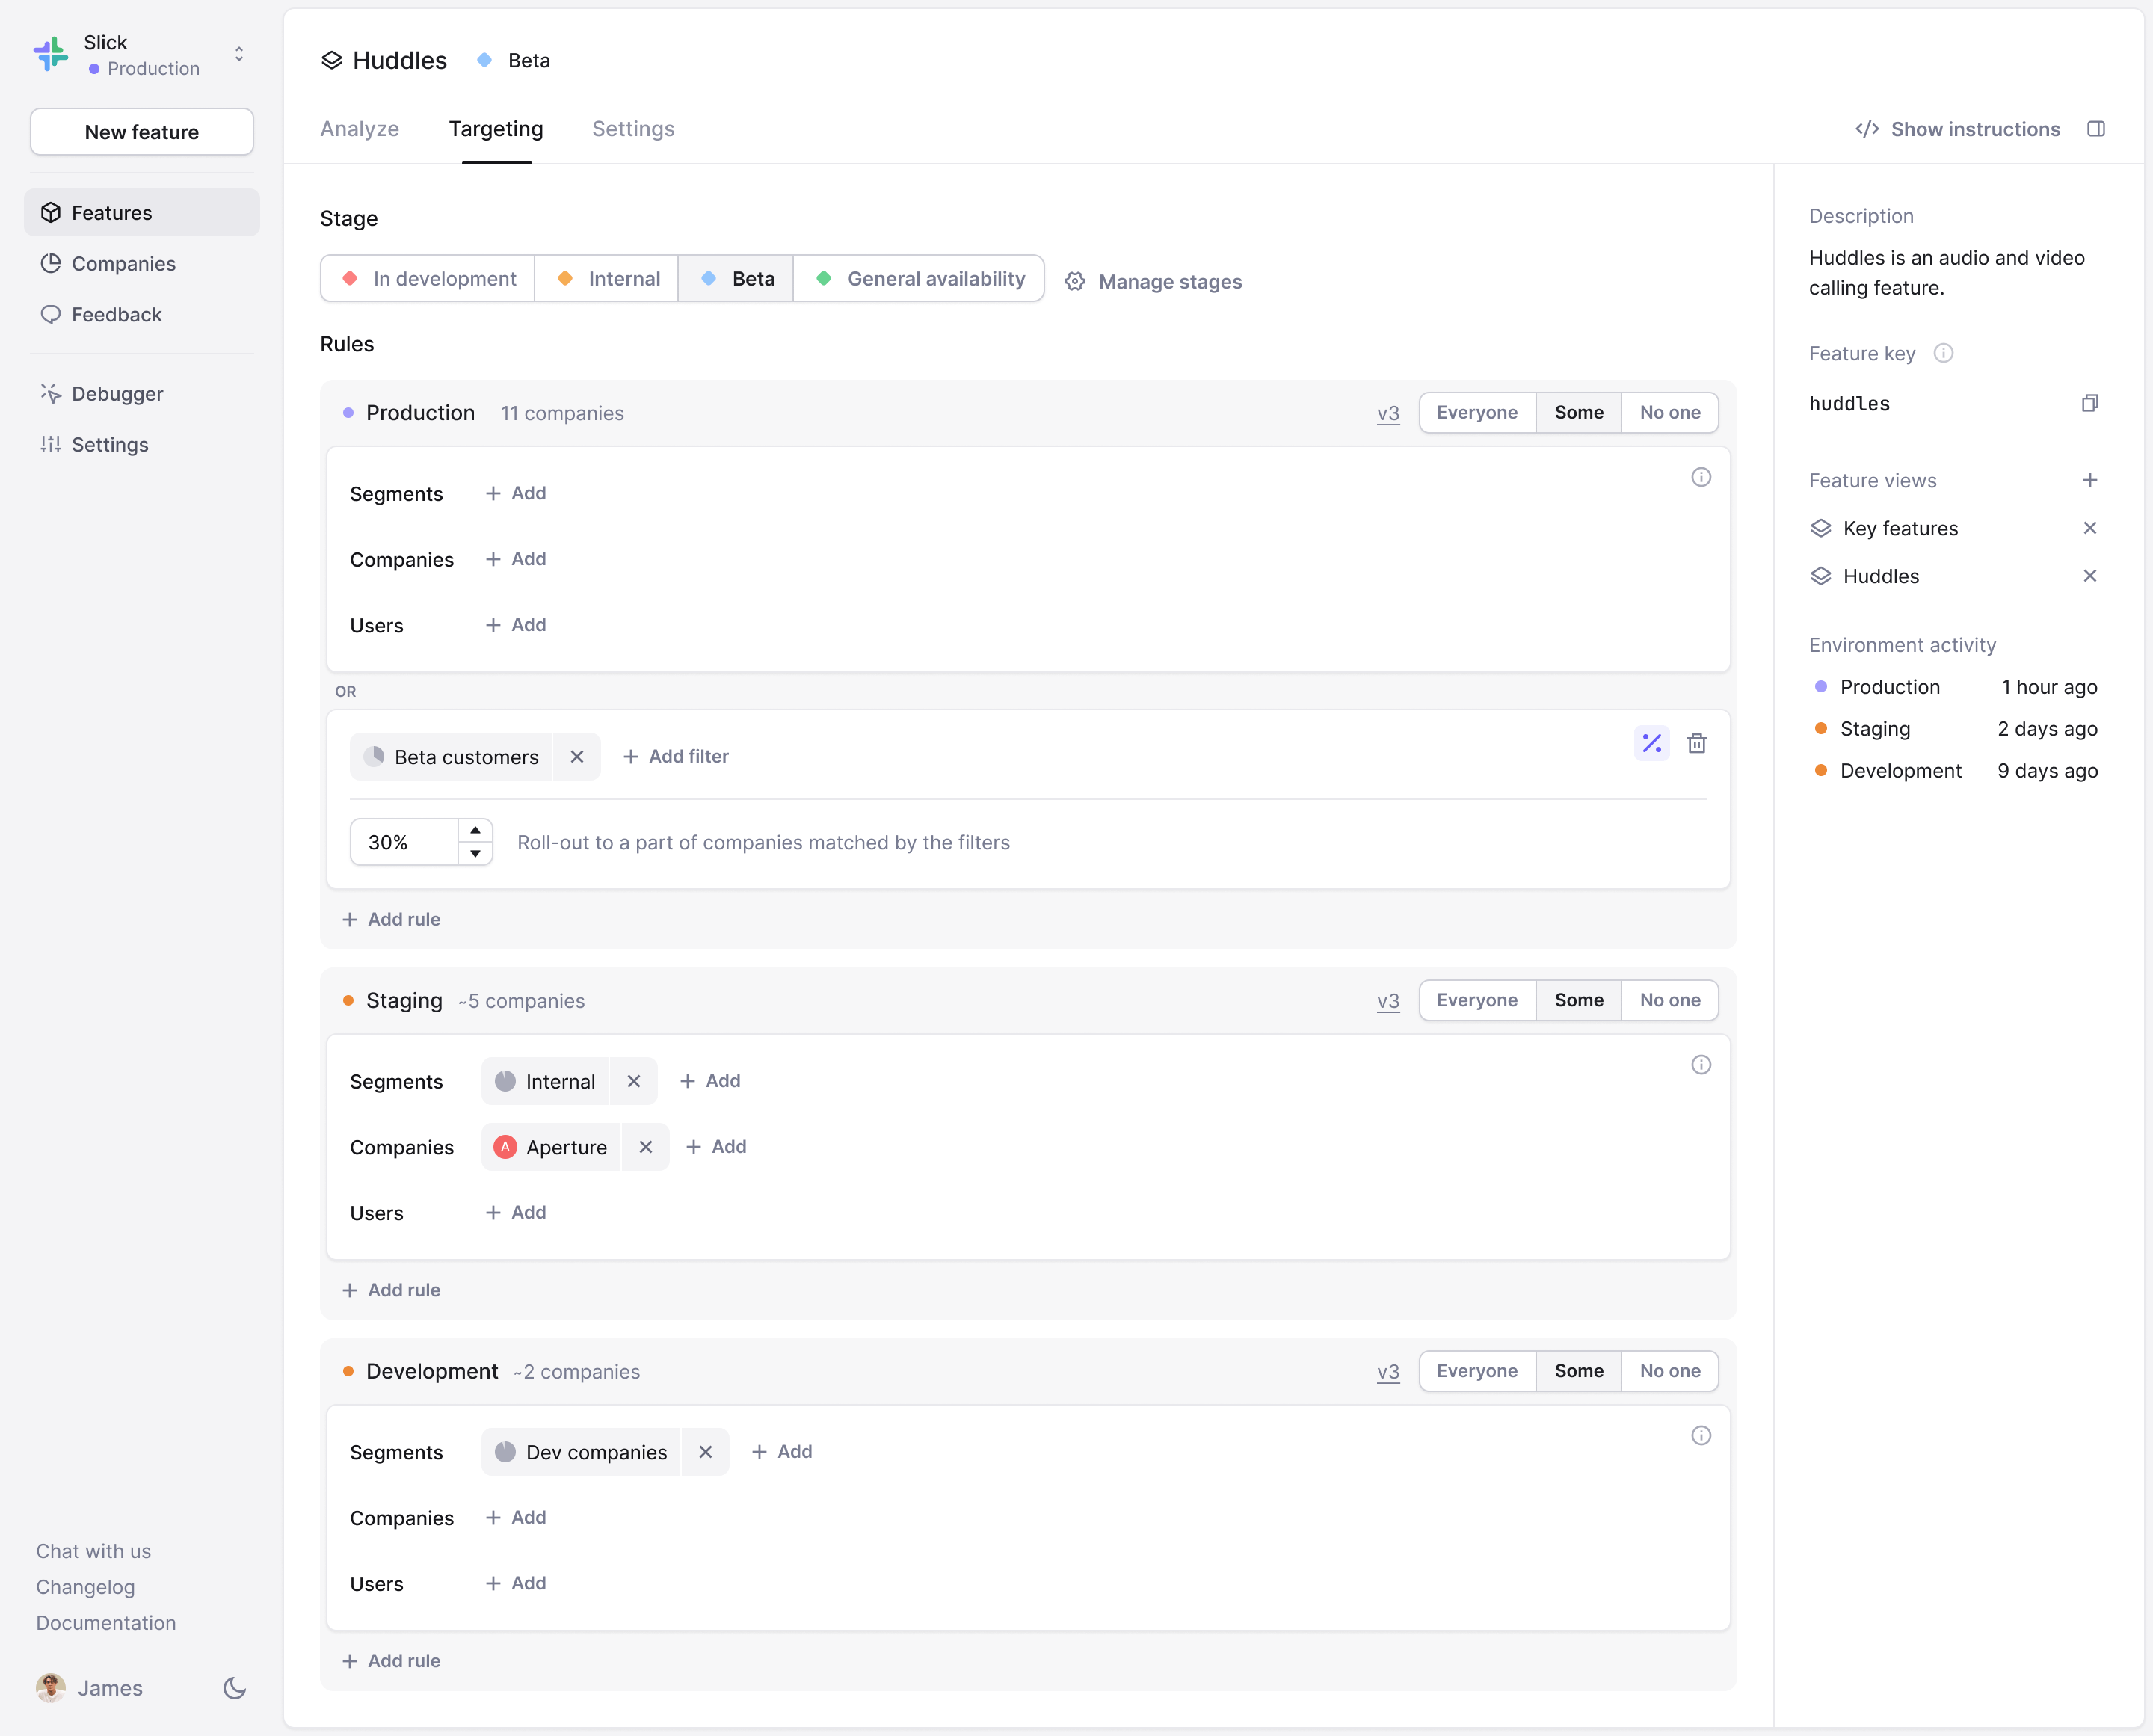 Slick
Production
New feature
Features
Companies
Feedback
Debugger
Settings
Chat with us
Changelog
Documentation
James
Huddles
Beta
Analyze
Targeting
Settings
Show instructions
Stage
In development
Internal
Beta
General availability
Manage stages
Rules
Production 11 companies
v3
Everyone
Some
No one
Segments
+ Add
Companies
+ Add
Users
+ Add
OR
Beta customers
+ Add filter
30%
Roll-out to a part of companies matched by the filters
+ Add rule
Staging ~5 companies
v3
Everyone
Some
No one
Segments
Internal
+ Add
Companies
A Aperture
+ Add
Users
+ Add
+ Add rule
Development ~2 companies
v3
Everyone
Some
No one
Segments
Dev companies
+ Add
Companies
+ Add
Users
+ Add
+ Add rule
Description
Huddles is an audio and video
calling feature.
Feature key
huddles
Feature views
Key features
Huddles
Environment activity
Production 1 hour ago
Staging 2 days ago
Development 9 days ago